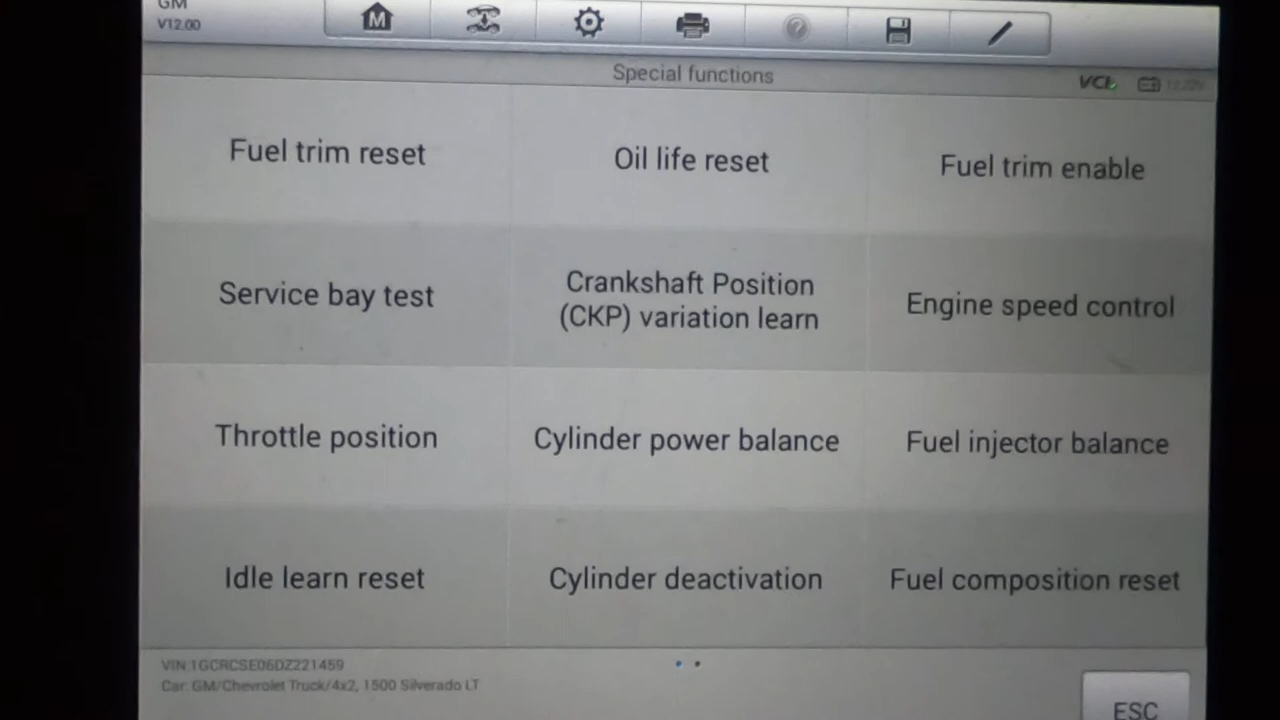 GM
V12.00
M
Special functions
VCI
Fuel trim reset
Oil life reset
Fuel trim enable
Service bay test
Crankshaft Position
(CKP) variation learn
Engine speed control
Throttle position
Cylinder power balance
Fuel injector balance
Idle learn reset
Cylinder deactivation
Fuel composition reset
VIN:1GCRCSE06DZ221459
Car: GM/Chevrolet Truck/4x2, 1500 Silverado LT
ESC